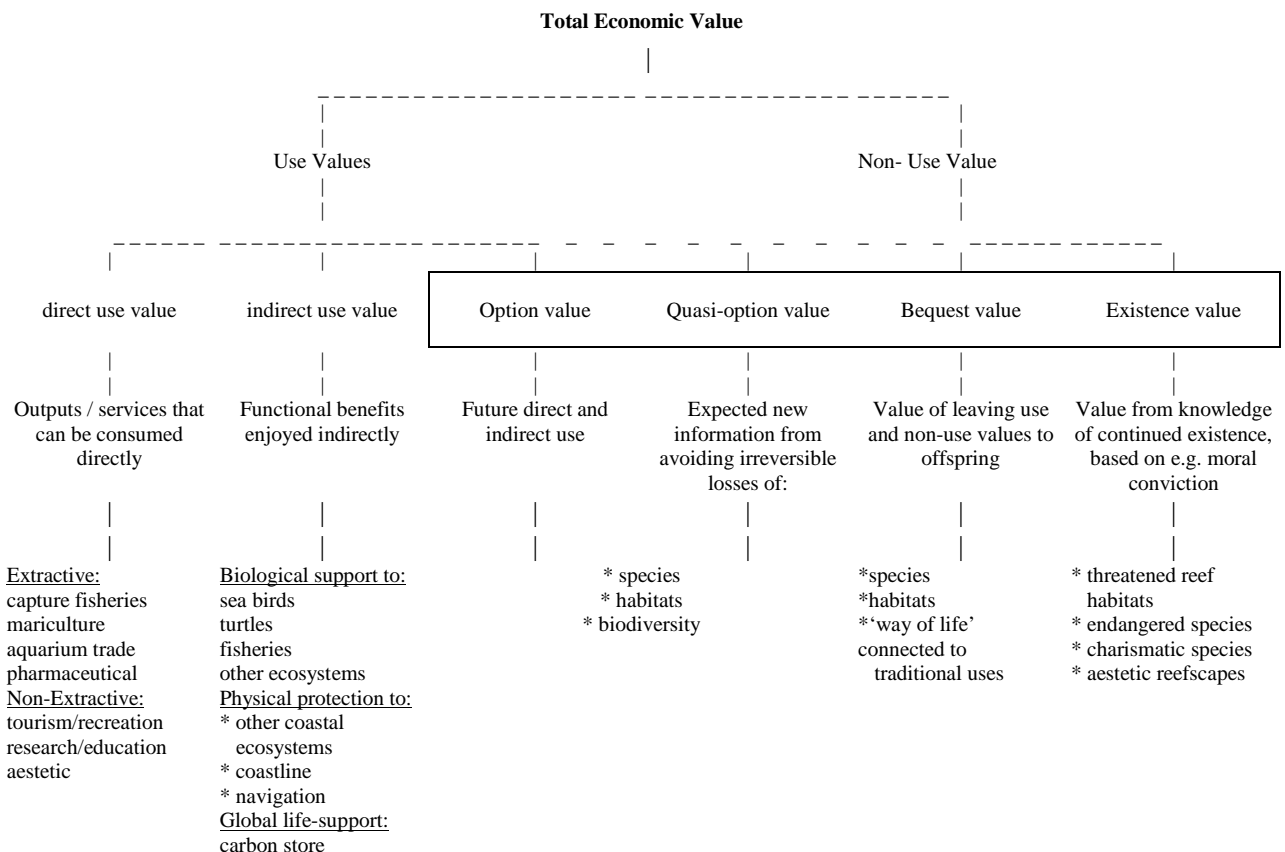 Total Economic Value
Use Values
Non- Use Value
direct use value
indirect use value
Option value
Quasi-option value
Bequest value
Existence value
Outputs / services that
can be consumed
directly
Functional benefits
enjoyed indirectly
Future direct and
indirect use
Expected new
information from
avoiding irreversible
losses of:
Value of leaving use
and non-use values to
offspring
Value from knowledge
of continued existence,
based on e.g. moral
conviction
Extractive:
capture fisheries
mariculture
aquarium trade
pharmaceutical
Non-Extractive:
tourism/recreation
research/education
aestetic
Biological support to:
sea birds
turtles
fisheries
other ecosystems
Physical protection to:
* other coastal
ecosystems
* coastline
* navigation
Global life-support:
carbon store
* species
* habitats
* biodiversity
*species
*habitats
*‘way of life’
connected to
traditional uses
* threatened reef
habitats
* endangered species
* charismatic species
* aestetic reefscapes